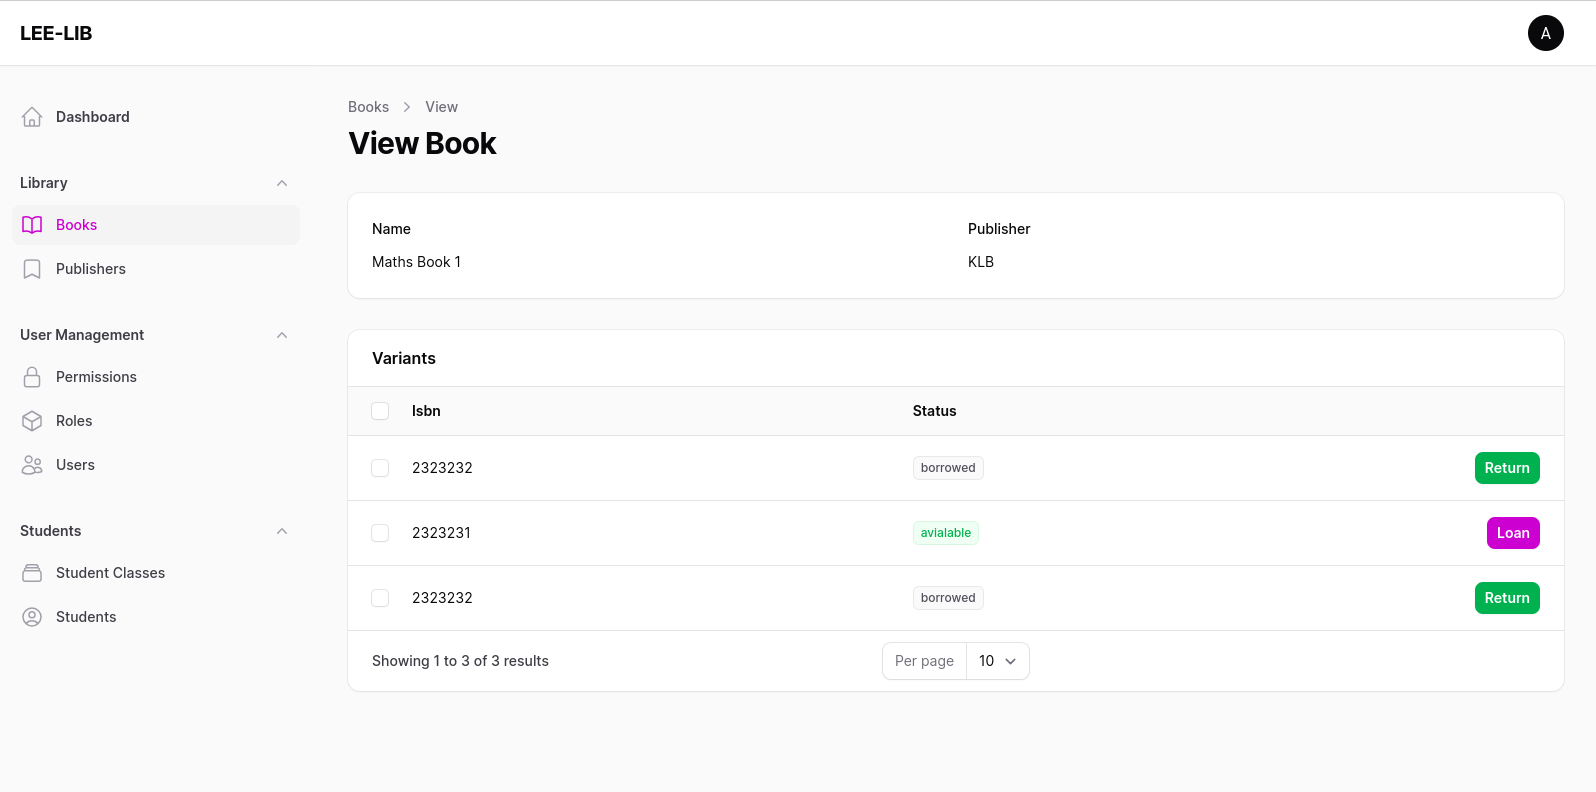 LEE-LIB
A
Dashboard
Library
Books
Publishers
User Management
Permissions
Roles
Users
Students
Student Classes
Students
Books > View
View Book
Name Publisher
Maths Book 1 KLB
Variants
Isbn Status
2323232 borrowed Return
2323231 avialable Loan
2323232 borrowed Return
Showing 1 to 3 of 3 results Per page 10